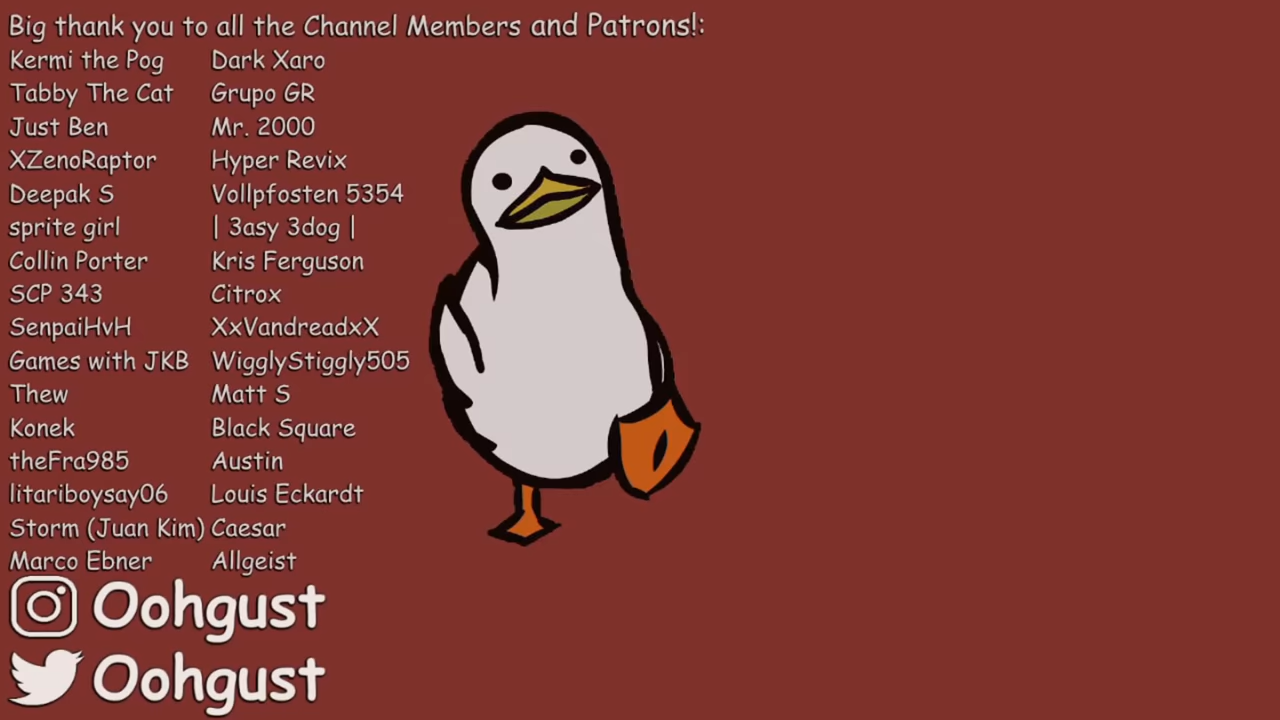 Big thank you to all the Channel Members and Patrons!:
Kermi the Pog
Tabby The Cat
Just Ben
XZenoRaptor
Deepak S
sprite girl
Collin Porter
SCP 343
SenpaiHvH
Games with JKB
Thew
Konek
theFra985
litariboysay06
Storm (Juan Kim)
Marco Ebner
Dark Xaro
Grupo GR
Mr. 2000
Hyper Revix
Vollpfosten 5354
| 3asy 3dog |
Kris Ferguson
Citrox
XxVandreadxX
WigglyStiggly505
Matt S
Black Square
Austin
Louis Eckardt
Caesar
Allgeist
Oohgust
Oohgust